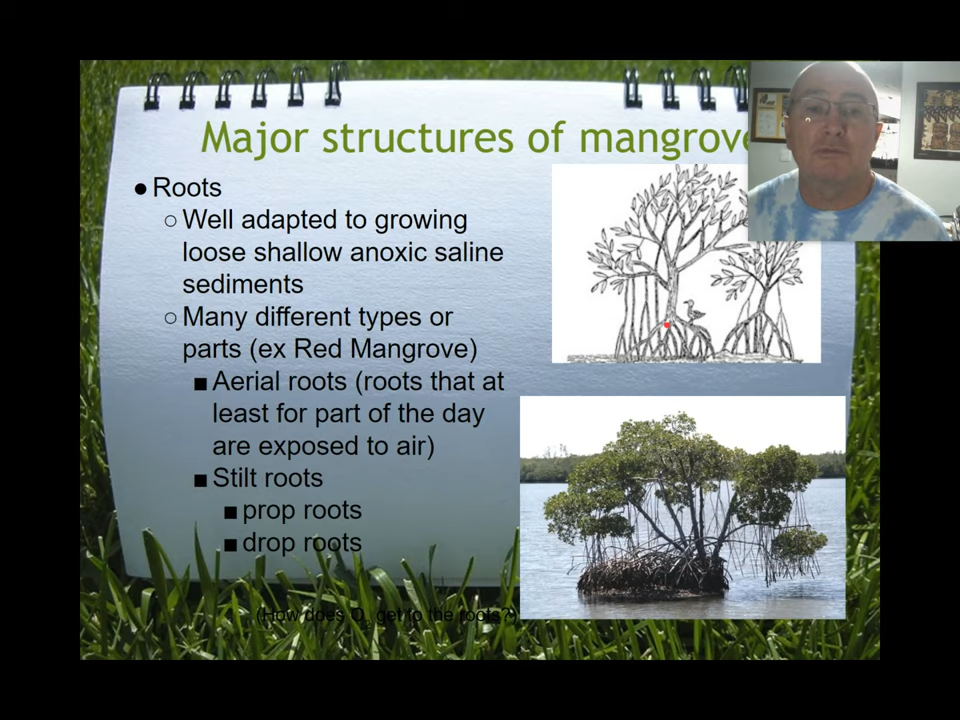 Major structures of mangrove
● Roots
○ Well adapted to growing
loose shallow anoxic saline
sediments
○ Many different types or
parts (ex Red Mangrove)
■ Aerial roots (roots that at
least for part of the day
are exposed to air)
■ Stilt roots
■ prop roots
■ drop roots
(How does O2 get to the roots?)